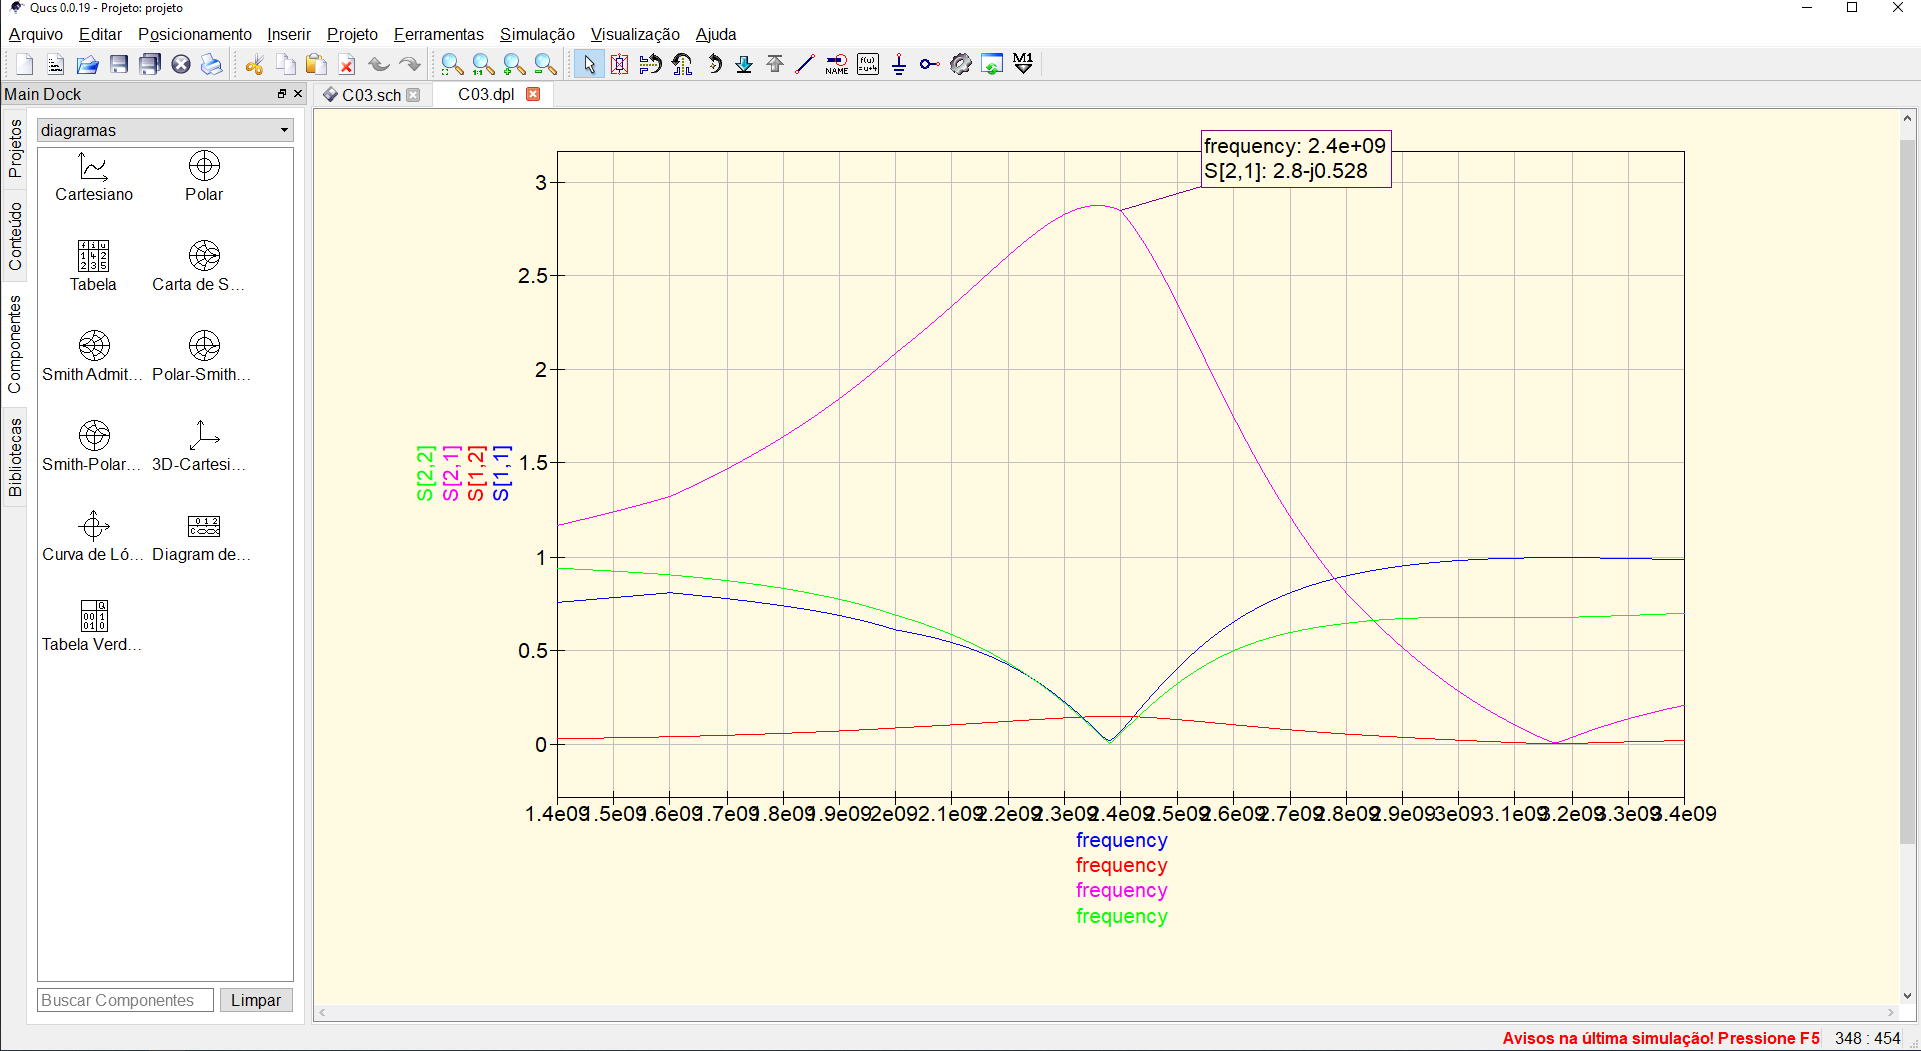 Qucs 0.0.19 - Projeto: projeto
Arquivo Editar Posicionamento Inserir Projeto Ferramentas Simulação Visualização Ajuda
1:1
NAME
f(u)
=u+4
M1
Main Dock
C03.sch
C03.dpl
Projetos
Conteúdo
Componentes
Bibliotecas
diagramas
Cartesiano
Polar
Tabela
Carta de S...
Smith Admit...
Polar-Smith...
Smith-Polar...
3D-Cartesi...
Curva de Ló...
Diagram de...
Tabela Verd...
Buscar Componentes
Limpar
frequency: 2.4e+09
S[2,1]: 2.8-j0.528
3
2.5
2
1.5
1
0.5
0
S[2,2]
S[2,1]
S[1,2]
S[1,1]
1.4e09 1.5e09 1.6e09 1.7e09 1.8e09 1.9e09 2e09 2.1e09 2.2e09 2.3e09 2.4e09 2.5e09 2.6e09 2.7e09 2.8e09 2.9e09 3e09 3.1e09 3.2e09 3.3e09 3.4e09
frequency
frequency
frequency
frequency
Avisos na última simulação! Pressione F5
348 : 454